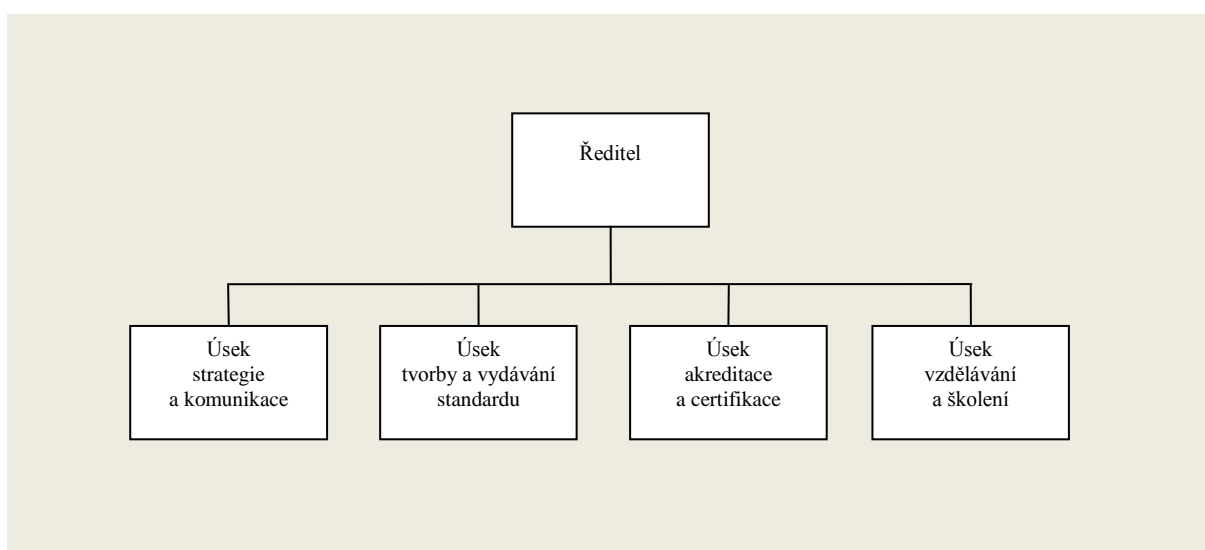 Ředitel
Úsek
strategie
a komunikace
Úsek
tvorby a vydávání
standardu
Úsek
akreditace
a certifikace
Úsek
vzdělávání
a školení